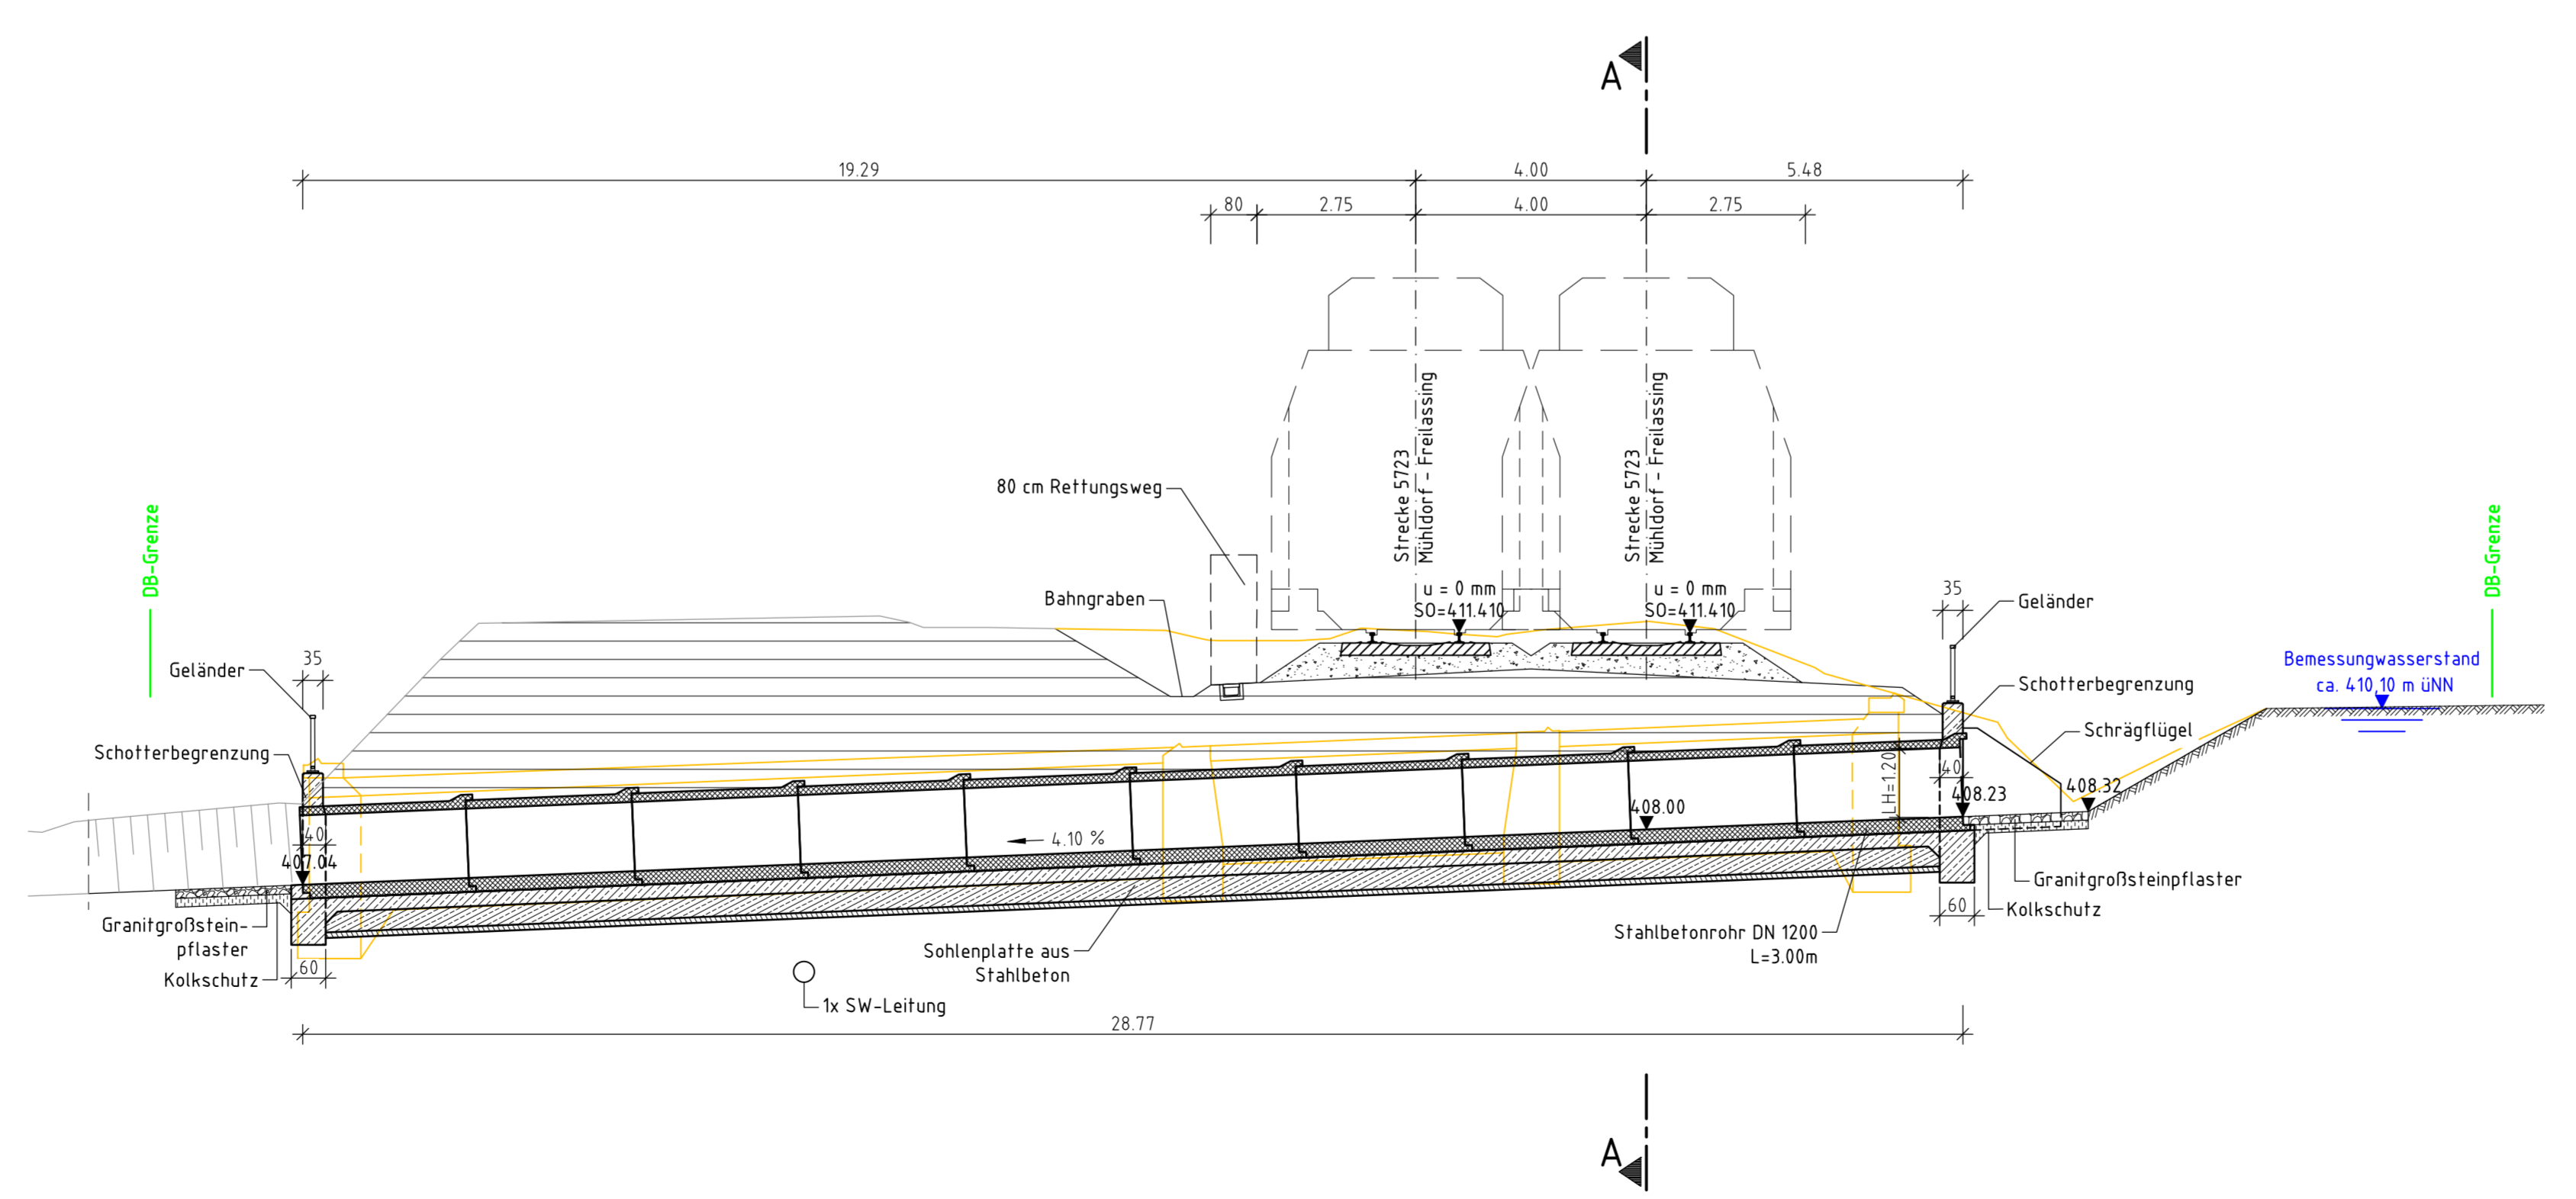 A
19.29
4.00
5.48
80
2.75
4.00
2.75
Strecke 5723
Mühldorf - Freilassing
Strecke 5723
Mühldorf - Freilassing
80 cm Rettungsweg
DB-Grenze
DB-Grenze
Bahngraben
u = 0 mm
SO=411.410
u = 0 mm
SO=411.410
35
Geländer
35
Geländer
Bemessungwasserstand
ca. 410,10 m üNN
Schotterbegrenzung
Schrägflügel
Schotterbegrenzung
LH=1.20
40
408.32
408.23
408.00
40
4.10 %
407.04
Granitgroßsteinpflaster
Kolkschutz
60
Granitgroßstein-
pflaster
Kolkschutz
60
Stahlbetonrohr DN 1200
L=3.00m
Sohlenplatte aus
Stahlbeton
1x SW-Leitung
28.77
A